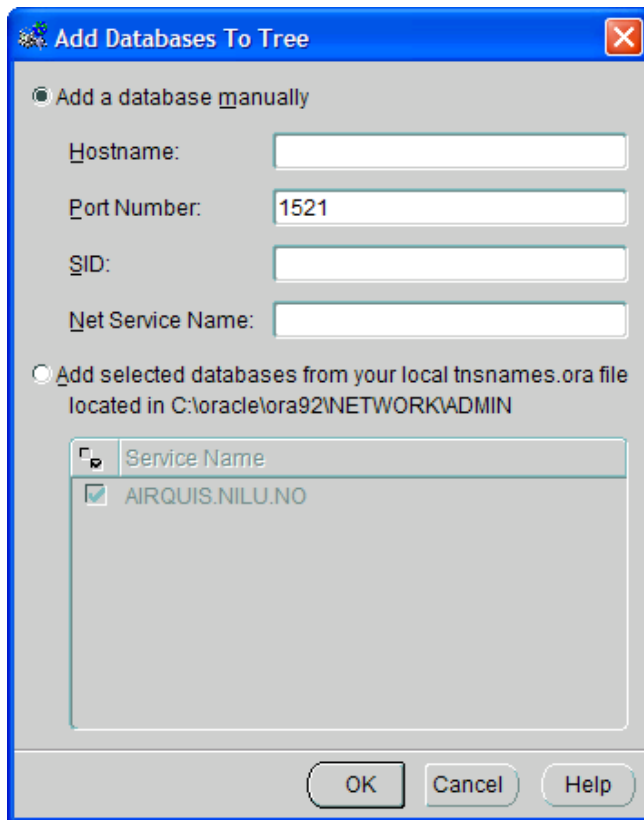 Add Databases To Tree
Add a database manually
Hostname:
Port Number: 1521
SID:
Net Service Name:
Add selected databases from your local tnsnames.ora file
located in C:\oracle\ora92\NETWORK\ADMIN
Service Name
AIRQUIS.NILU.NO
OK Cancel Help